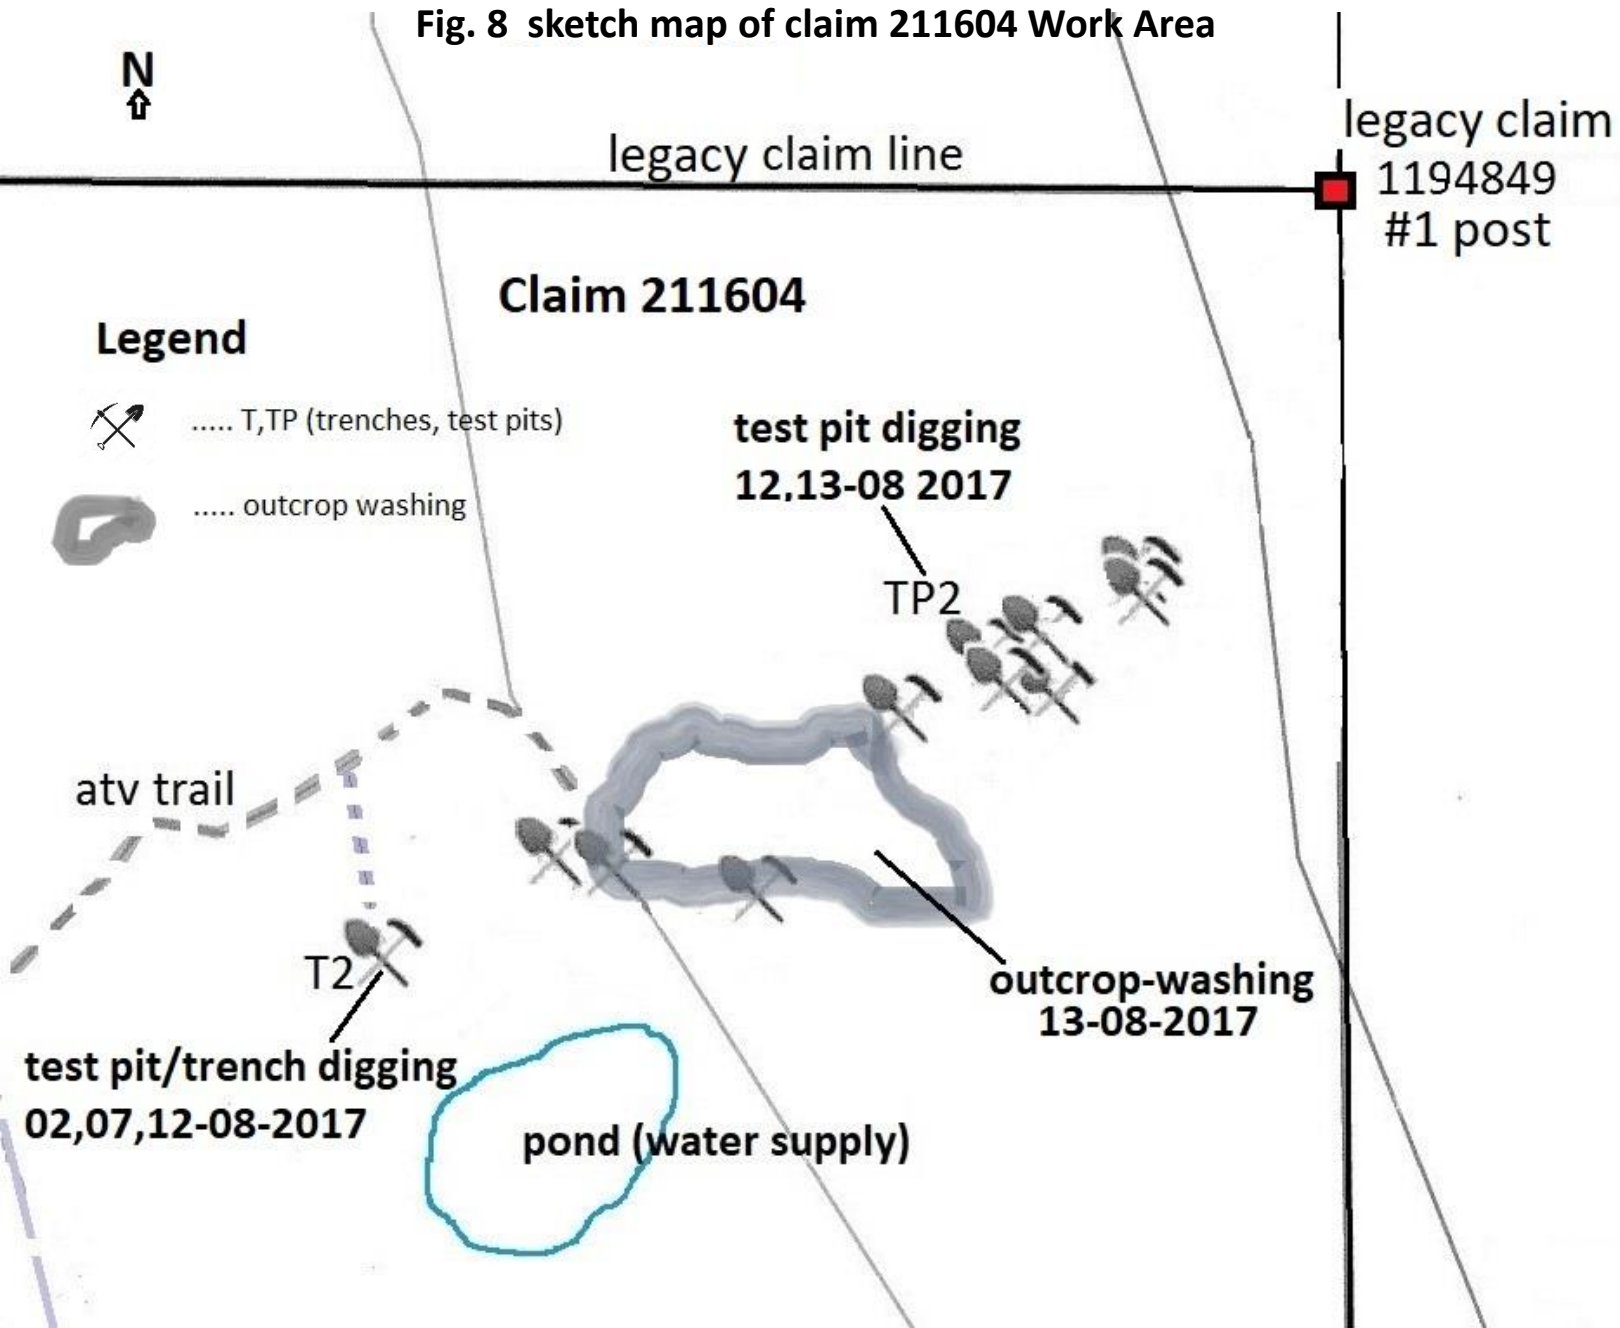 Fig. 8  sketch map of claim 211604 Work Area
N
legacy claim line
legacy claim
1194849
#1 post
Claim 211604
Legend
..... T,TP (trenches, test pits)
..... outcrop washing
test pit digging
12,13-08 2017
TP2
atv trail
T2
outcrop-washing
13-08-2017
test pit/trench digging
02,07,12-08-2017
pond (water supply)